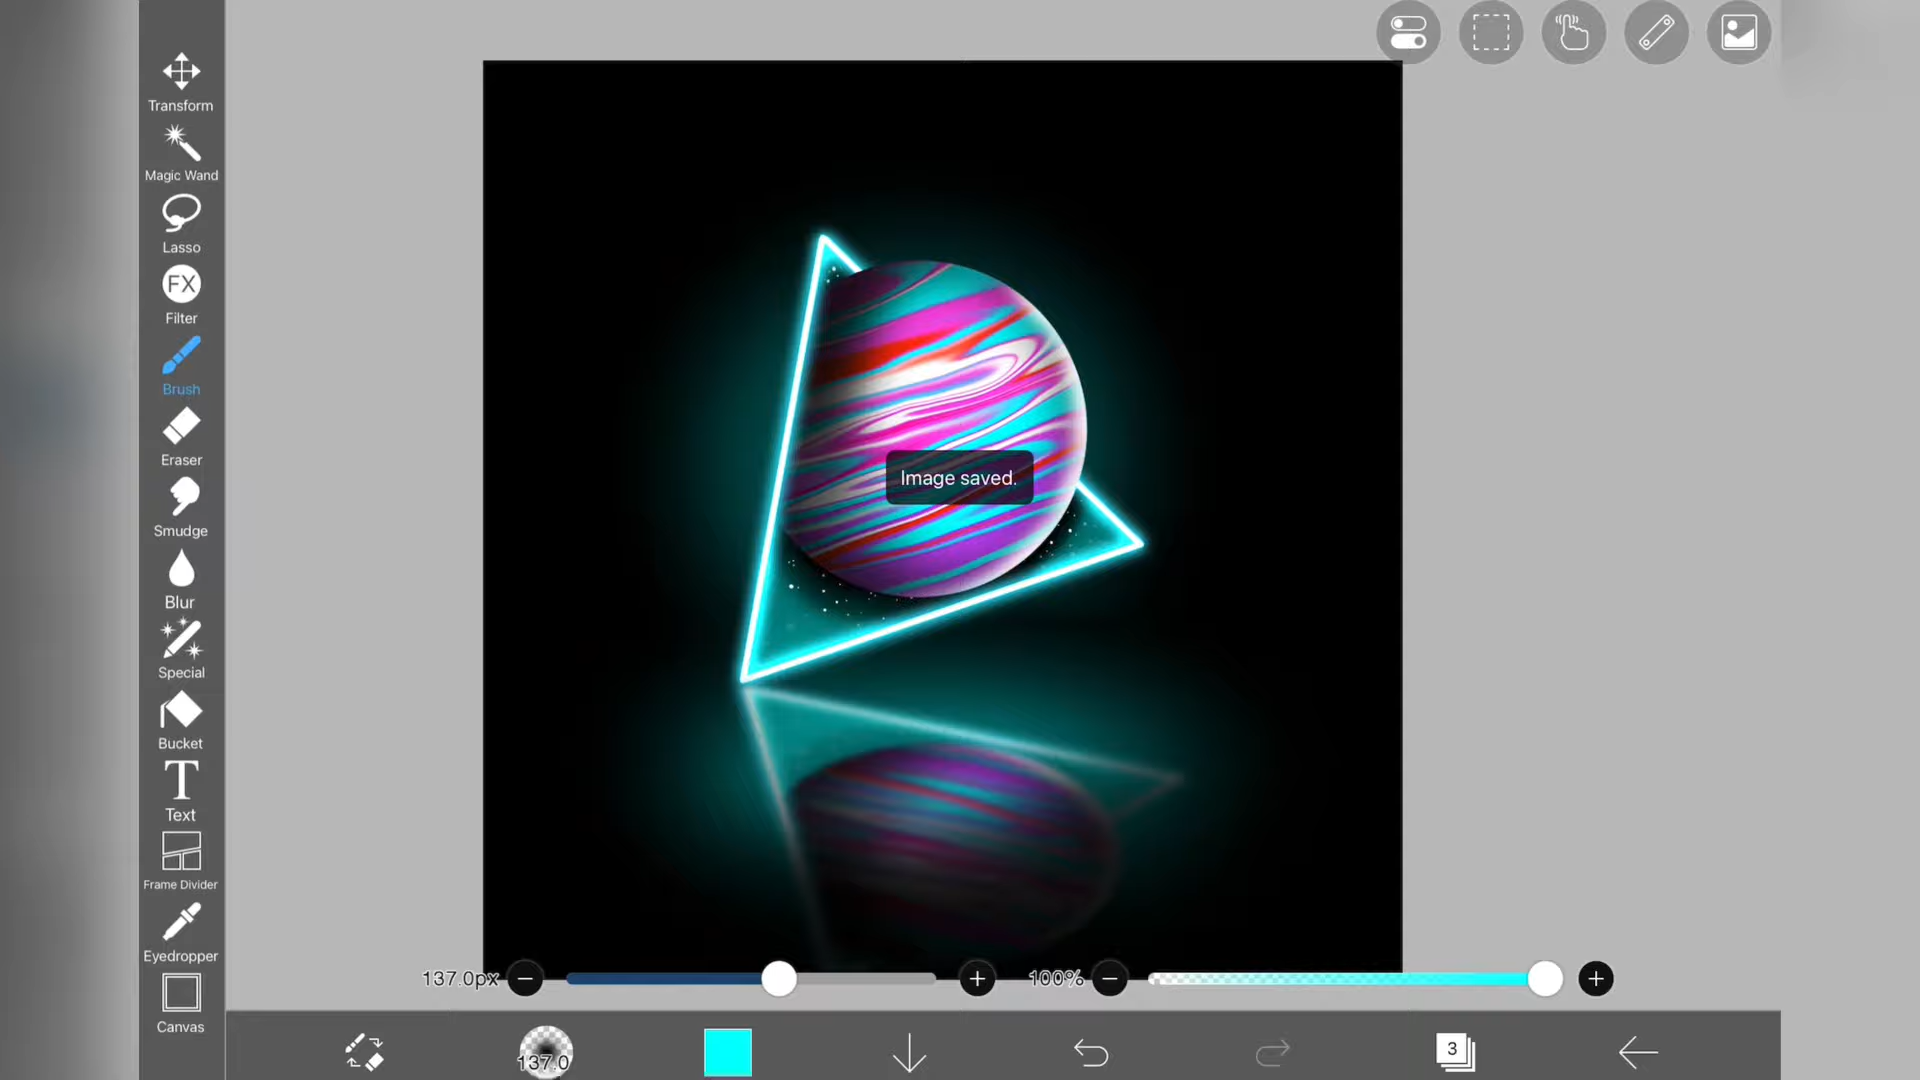 Transform
Magic Wand
Lasso
FX
Filter
Brush
Eraser
Smudge
Blur
Special
Bucket
T
Text
Frame Divider
Eyedropper
Canvas
Image saved.
137.0px
100%
137.0
3